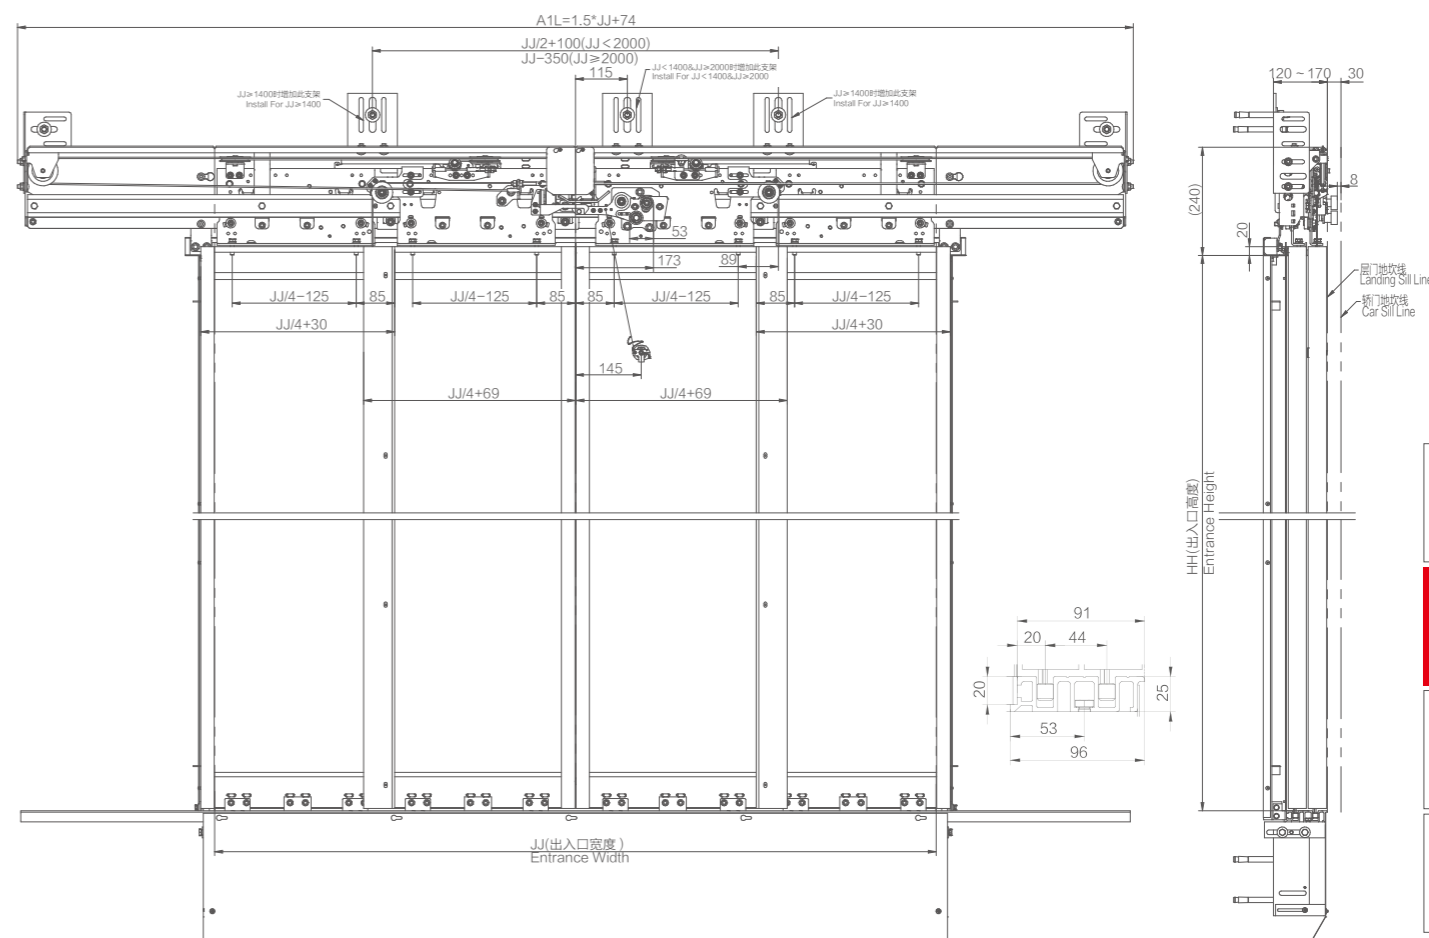 A1L=1.5*JJ+74
JJ/2+100(JJ<2000)
JJ-350(JJ≥2000)
115
JJ<1400&JJ≥2000时增加此支架
Install For JJ<1400&JJ≥2000
JJ≥1400时增加此支架
Install For JJ≥1400
JJ≥1400时增加此支架
Install For JJ≥1400
53
173
89
JJ/4-125
85
JJ/4-125
85
85
JJ/4-125
85
JJ/4-125
JJ/4+30
JJ/4+30
145
JJ/4+69
JJ/4+69
JJ(出入口宽度)
Entrance Width
91
20
44
20
25
53
96
120~170
30
8
(240)
20
层门地坎线
Landing Sill Line
轿门地坎线
Car Sill Line
HH(出入口高度)
Entrance Height